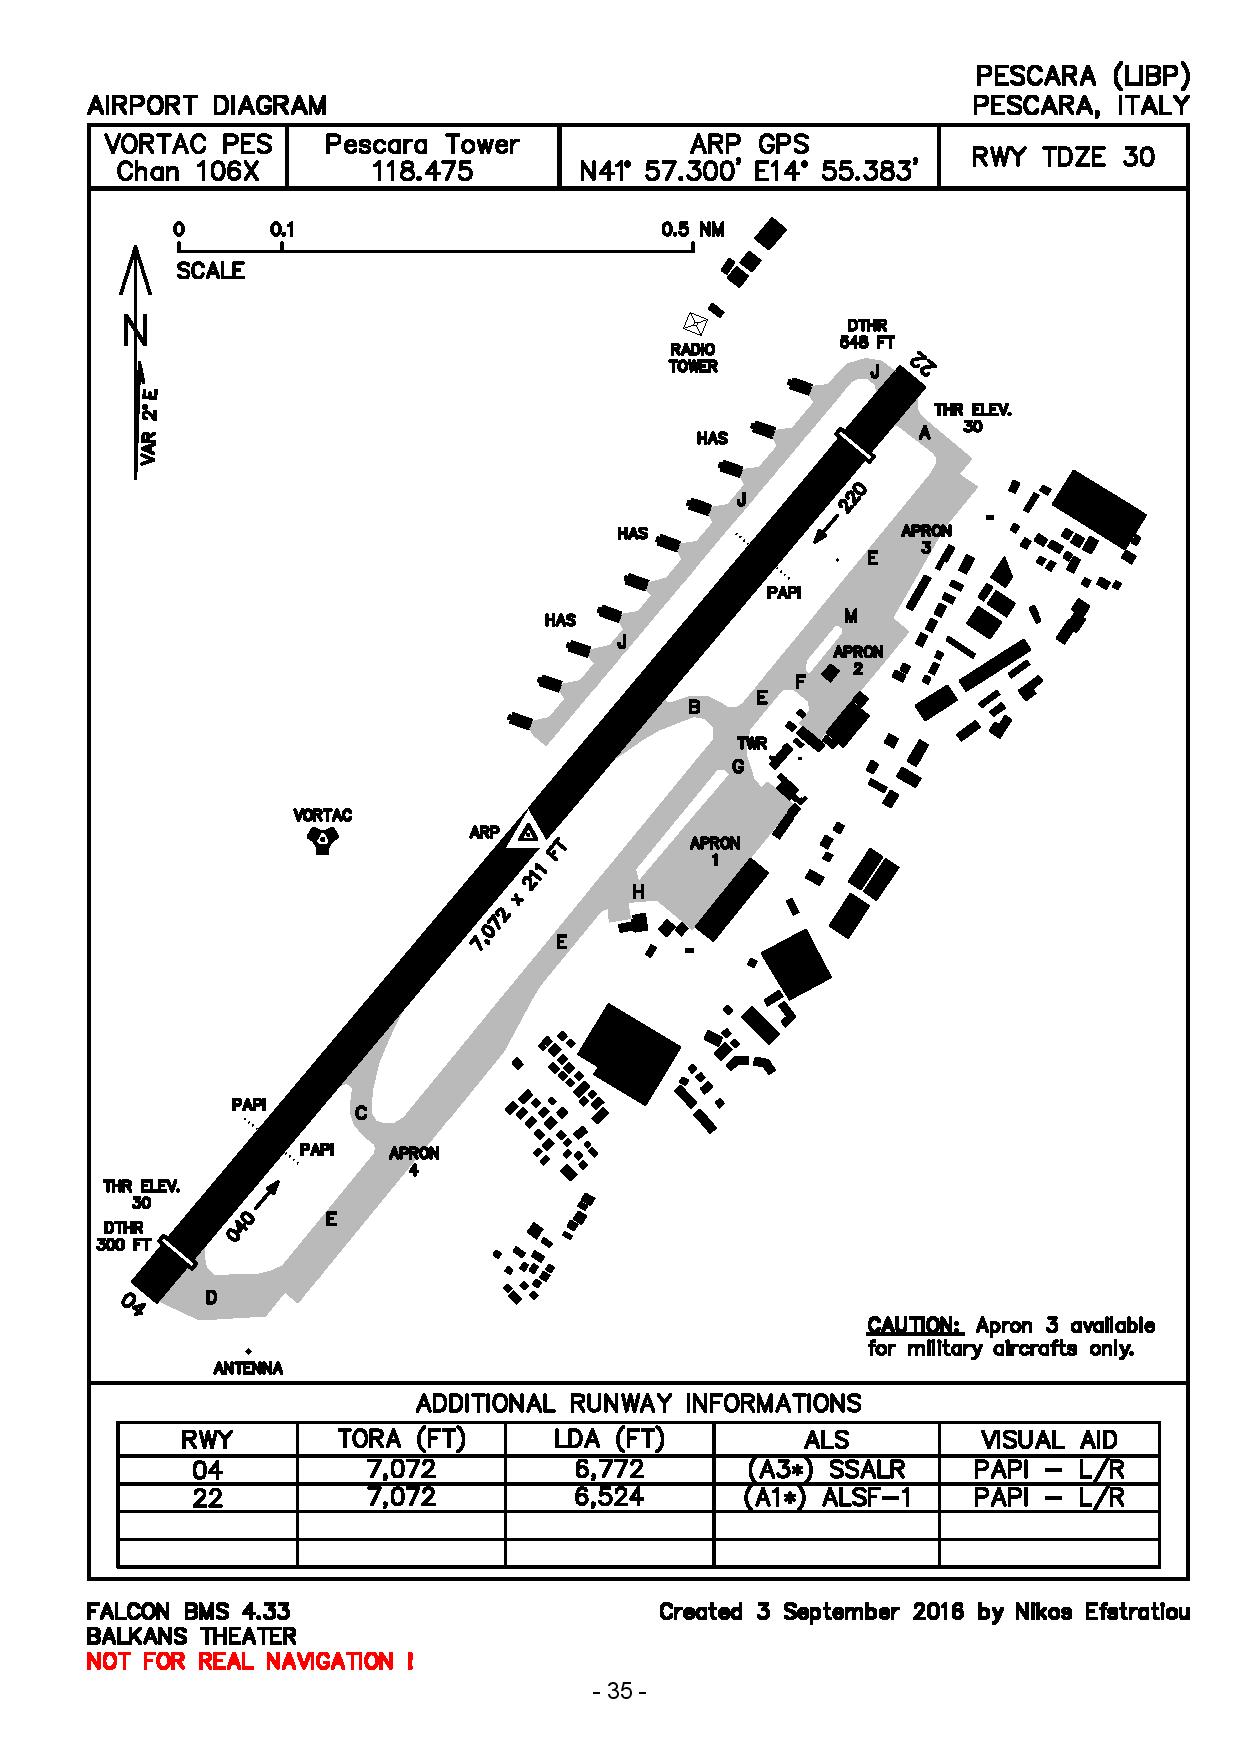 PESCARA (LIBP)
AIRPORT DIAGRAM
PESCARA, ITALY
VORTAC PES
Chan 106X
Pescara Tower
118.475
ARP GPS
N41° 57.300' E14° 55.383'
RWY TDZE 30
0 0.1 0.5 NM
SCALE
N
VAR 2° E
RADIO
TOWER
DTHR
548 FT
22
J
THR ELEV.
30
A
HAS
J
220
HAS
APRON
3
E
PAPI
HAS
M
J
APRON
2
F
E
B
TWR
G
VORTAC
ARP
APRON
1
7,072 x 211 FT
H
E
PAPI
C
PAPI
APRON
4
THR ELEV.
30
DTHR
300 FT
040
E
04
D
CAUTION: Apron 3 available
for military aircrafts only.
ANTENNA
ADDITIONAL RUNWAY INFORMATIONS
RWY TORA (FT) LDA (FT) ALS VISUAL AID
04 7,072 6,772 (A3*) SSALR PAPI - L/R
22 7,072 6,524 (A1*) ALSF-1 PAPI - L/R
FALCON BMS 4.33
Created 3 September 2016 by Nikos Efstratiou
BALKANS THEATER
NOT FOR REAL NAVIGATION !
- 35 -